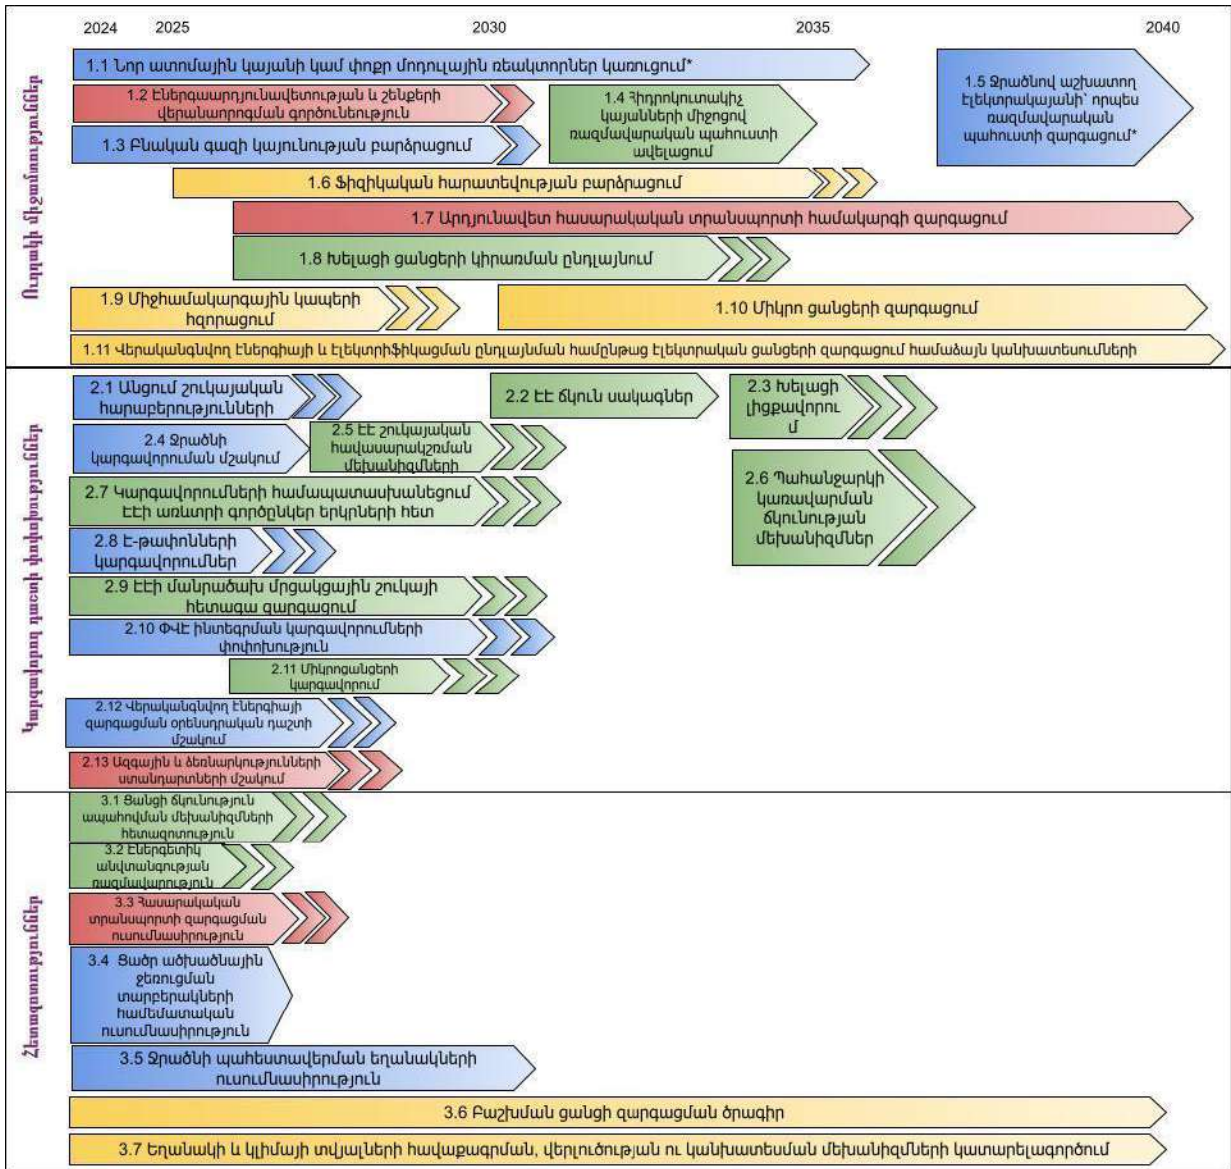 2024 2025 2030 2035 2040
Ուղղակի միջամտություններ
1.1 Նոր ատոմային կայանի կամ փոքր մոդուլային ռեակտորներ կառուցում*
1.2 Էներգաարդյունավետության և շենքերի
վերանաորոգման գործունեություն
1.3 Բնական գազի կայունության բարձրացում
1.4 Հիդրոկուտակիչ
կայանների միջոցով
ռազմավարական պահուստի
ավելացում
1.5 Ջրածնով աշխատող
էլեկտրակայանի՝ որպես
ռազմավարական
պահուստի զարգացում*
1.6 Ֆիզիկական հարատեվության բարձրացում
1.7 Արդյունավետ հասարակական տրանսպորտի համակարգի զարգացում
1.8 Խելացի ցանցերի կիրառման ընդլայնում
1.9 Միջհամակարգային կապերի
հզորացում
1.10 Միկրո ցանցերի զարգացում
1.11 Վերականգնվող էներգիայի և էլեկտրիֆիկացման ընդլայնման համընթաց էլեկտրական ցանցերի զարգացում համաձայն կանխատեսումների
Կարգավորող դաշտի փոփոխություններ
2.1 Անցում շուկայական
հարաբերությունների
2.2 ԷԷ ճկուն սակագներ
2.3 Խելացի
լիցքավորու
մ
2.4 Ջրածնի
կարգավորուման մշակում
2.5 ԷԷ շուկայական
հավասարակշռման
մեխանիզմների
2.6 Պահանջարկի
կառավարման
ճկունության
մեխանիզմներ
2.7 Կարգավորումների համապատասխանեցում
ԷԷի առևտրի գործընկեր երկրների հետ
2.8 Է-թափոնների
կարգավորումներ
2.9 ԷԷի մանրածախ մրցակցային շուկայի
հետագա զարգացում
2.10 ՓՎԷ ինտեգրման կարգավորումների
փոփոխություն
2.11 Միկրոցանցերի
կարգավորում
2.12 Վերականգնվող էներգիայի
զարգացման օրենսդրական դաշտի
մշակում
2.13 Ազգային և ձեռնարկությունների
ստանդարտների մշակում
Հետազոտություններ
3.1 Ցանցի ճկունություն
ապահովման մեխանիզմների
հետազոտություն
3.2 Էներգետիկ
անվտանգության
ռազմավարություն
3.3 Հասարակական
տրանսպորտի զարգացման
ուսումնասիրություն
3.4 Ցածր ածխածնային
ջեռուցման
տարբերակների
համեմատական
ուսումնասիրություն
3.5 Ջրածնի պահեստավերման եղանակների
ուսումնասիրություն
3.6 Բաշխման ցանցի զարգացման ծրագիր
3.7 Եղանակի և կլիմայի տվյալների հավաքագրման, վերլուծության ու կանխատեսման մեխանիզմների կատարելագործում